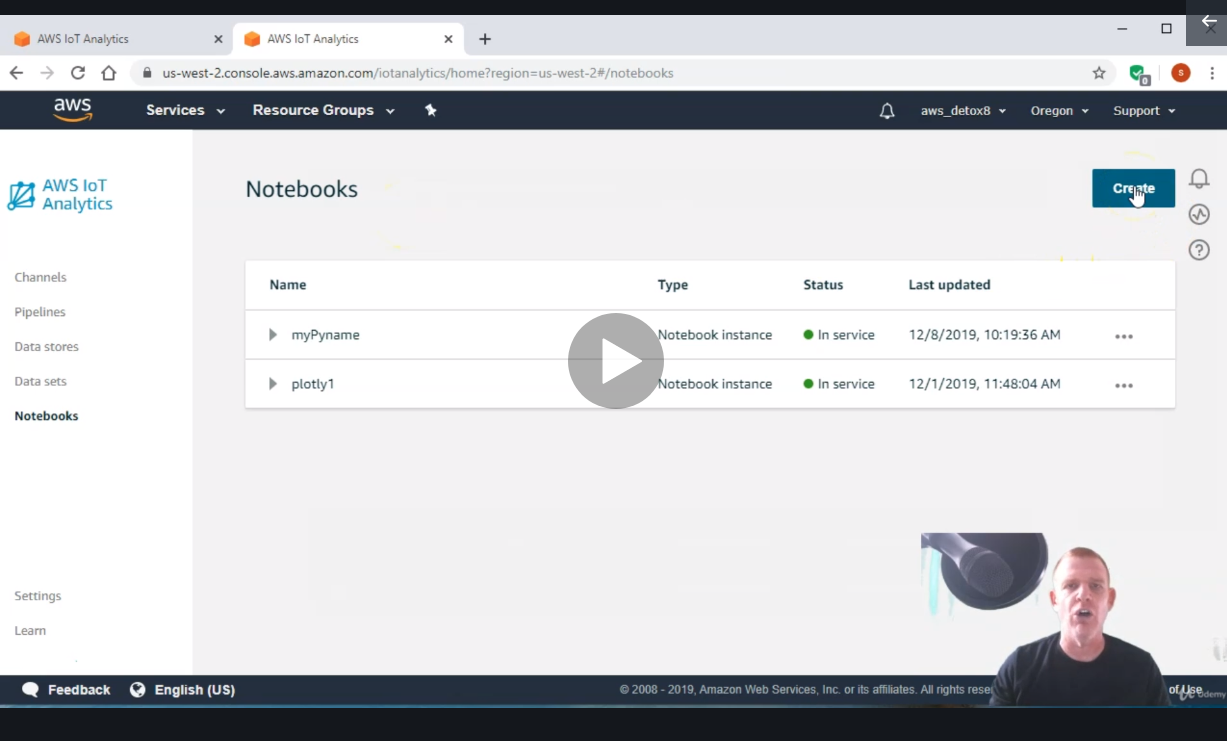 AWS IoT Analytics
AWS IoT Analytics
us-west-2.console.aws.amazon.com/iotanalytics/home?region=us-west-2#/notebooks
0
S
aws
Services
Resource Groups
aws_detox8
Oregon
Support
AWS IoT
Analytics
Notebooks
Create
Channels
Pipelines
Data stores
Data sets
Notebooks
Name Type Status Last updated
myPyname Notebook instance In service 12/8/2019, 10:19:36 AM
plotly1 Notebook instance In service 12/1/2019, 11:48:04 AM
Settings
Learn
Feedback
English (US)
© 2008 - 2019, Amazon Web Services, Inc. or its affiliates. All rights rese
of Use
Udemy